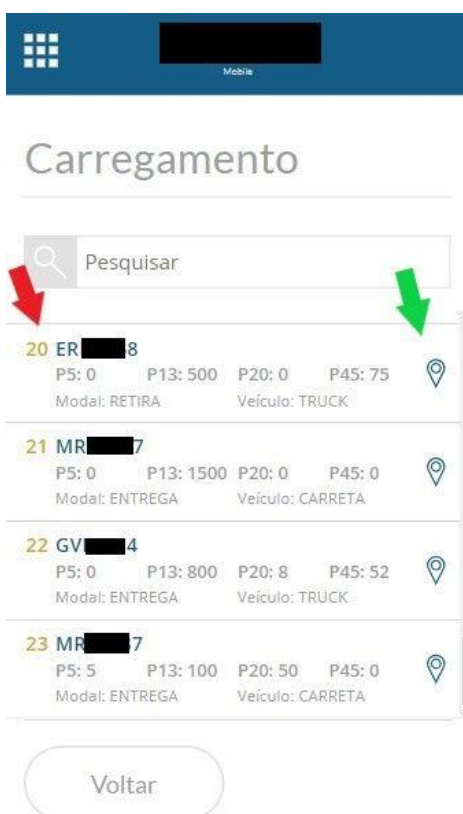 Mobile
Carregamento
Pesquisar
20 ER 8
P5: 0 P13: 500 P20: 0 P45: 75
Modal: RETIRA Veículo: TRUCK
21 MR 7
P5: 0 P13: 1500 P20: 0 P45: 0
Modal: ENTREGA Veículo: CARRETA
22 GV 4
P5: 0 P13: 800 P20: 8 P45: 52
Modal: ENTREGA Veículo: TRUCK
23 MR 7
P5: 5 P13: 100 P20: 50 P45: 0
Modal: ENTREGA Veículo: CARRETA
Voltar